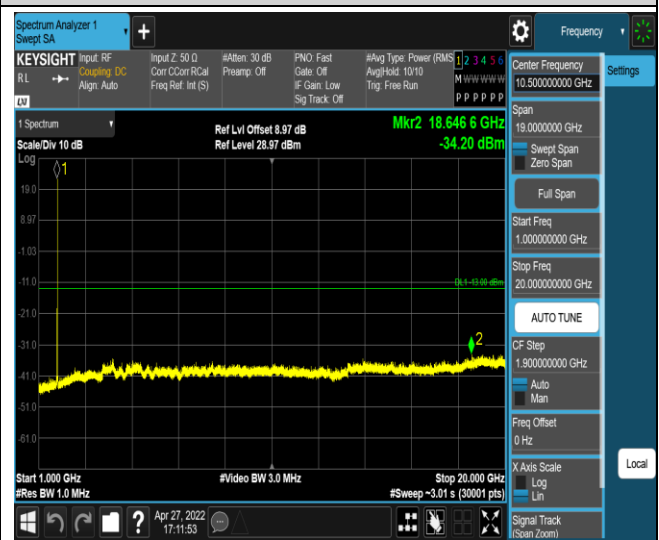 Spectrum Analyzer 1
Swept SA
Frequency
KEYSIGHT
RL
LXI
Input: RF
Coupling: DC
Align: Auto
Input Z: 50 Ω
Corr CCorr RCal
Freq Ref: Int (S)
#Atten: 30 dB
Preamp: Off
PNO: Fast
Gate: Off
IF Gain: Low
Sig Track: Off
#Avg Type: Power (RMS
Avg|Hold: 10/10
Trig: Free Run
1 2 3 4 5 6
M W W W W W
P P P P P P
1 Spectrum
Scale/Div 10 dB
Log
Ref Lvl Offset 8.97 dB
Ref Level 28.97 dBm
Mkr2 18.646 6 GHz
-34.20 dBm
1
19.0
8.97
-1.03
-11.0
DL1 -13.00 dBm
-21.0
-31.0
2
-41.0
-51.0
-61.0
Start 1.000 GHz
#Res BW 1.0 MHz
#Video BW 3.0 MHz
Stop 20.000 GHz
#Sweep ~3.01 s (30001 pts)
Apr 27, 2022
17:11:53
Center Frequency
10.500000000 GHz
Settings
Span
19.0000000 GHz
Swept Span
Zero Span
Full Span
Start Freq
1.000000000 GHz
Stop Freq
20.000000000 GHz
AUTO TUNE
CF Step
1.900000000 GHz
Auto
Man
Freq Offset
0 Hz
X Axis Scale
Log
Lin
Local
Signal Track
(Span Zoom)